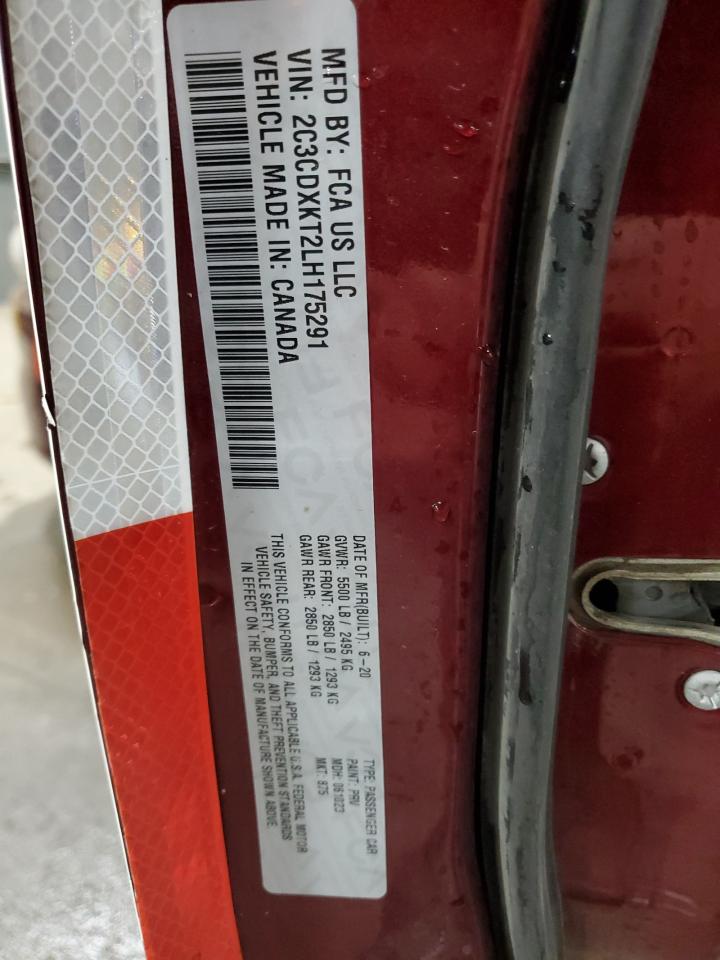 MFD BY: FCA US LLC
VIN: 2C3CDXKT2LH175291
VEHICLE MADE IN: CANADA
DATE OF MFR(BUILT): 6-20
GVWR: 5500 LB / 2495 KG
GAWR FRONT: 2850 LB / 1293 KG
GAWR REAR: 2850 LB / 1293 KG
TYPE: PASSENGER CAR
PAINT: PRV
MDH: 061023
MKT: 875
THIS VEHICLE CONFORMS TO ALL APPLICABLE U.S.A. FEDERAL MOTOR
VEHICLE SAFETY, BUMPER, AND THEFT PREVENTION STANDARDS
IN EFFECT ON THE DATE OF MANUFACTURE SHOWN ABOVE.